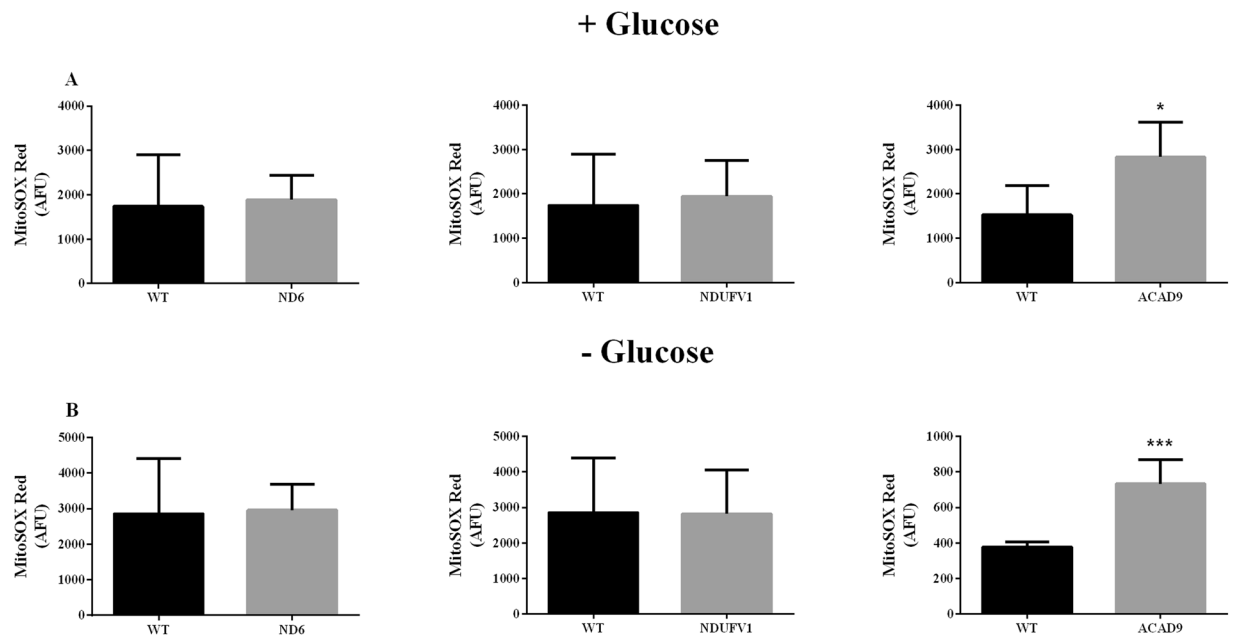 + Glucose
A
MitoSOX Red
(AFU)
4000
3000
2000
1000
0
WT
ND6
MitoSOX Red
(AFU)
4000
3000
2000
1000
0
WT
NDUFV1
MitoSOX Red
(AFU)
4000
3000
2000
1000
0
*
WT
ACAD9
- Glucose
B
MitoSOX Red
(AFU)
5000
4000
3000
2000
1000
0
WT
ND6
MitoSOX Red
(AFU)
5000
4000
3000
2000
1000
0
WT
NDUFV1
MitoSOX Red
(AFU)
1000
800
600
400
200
0
***
WT
ACAD9